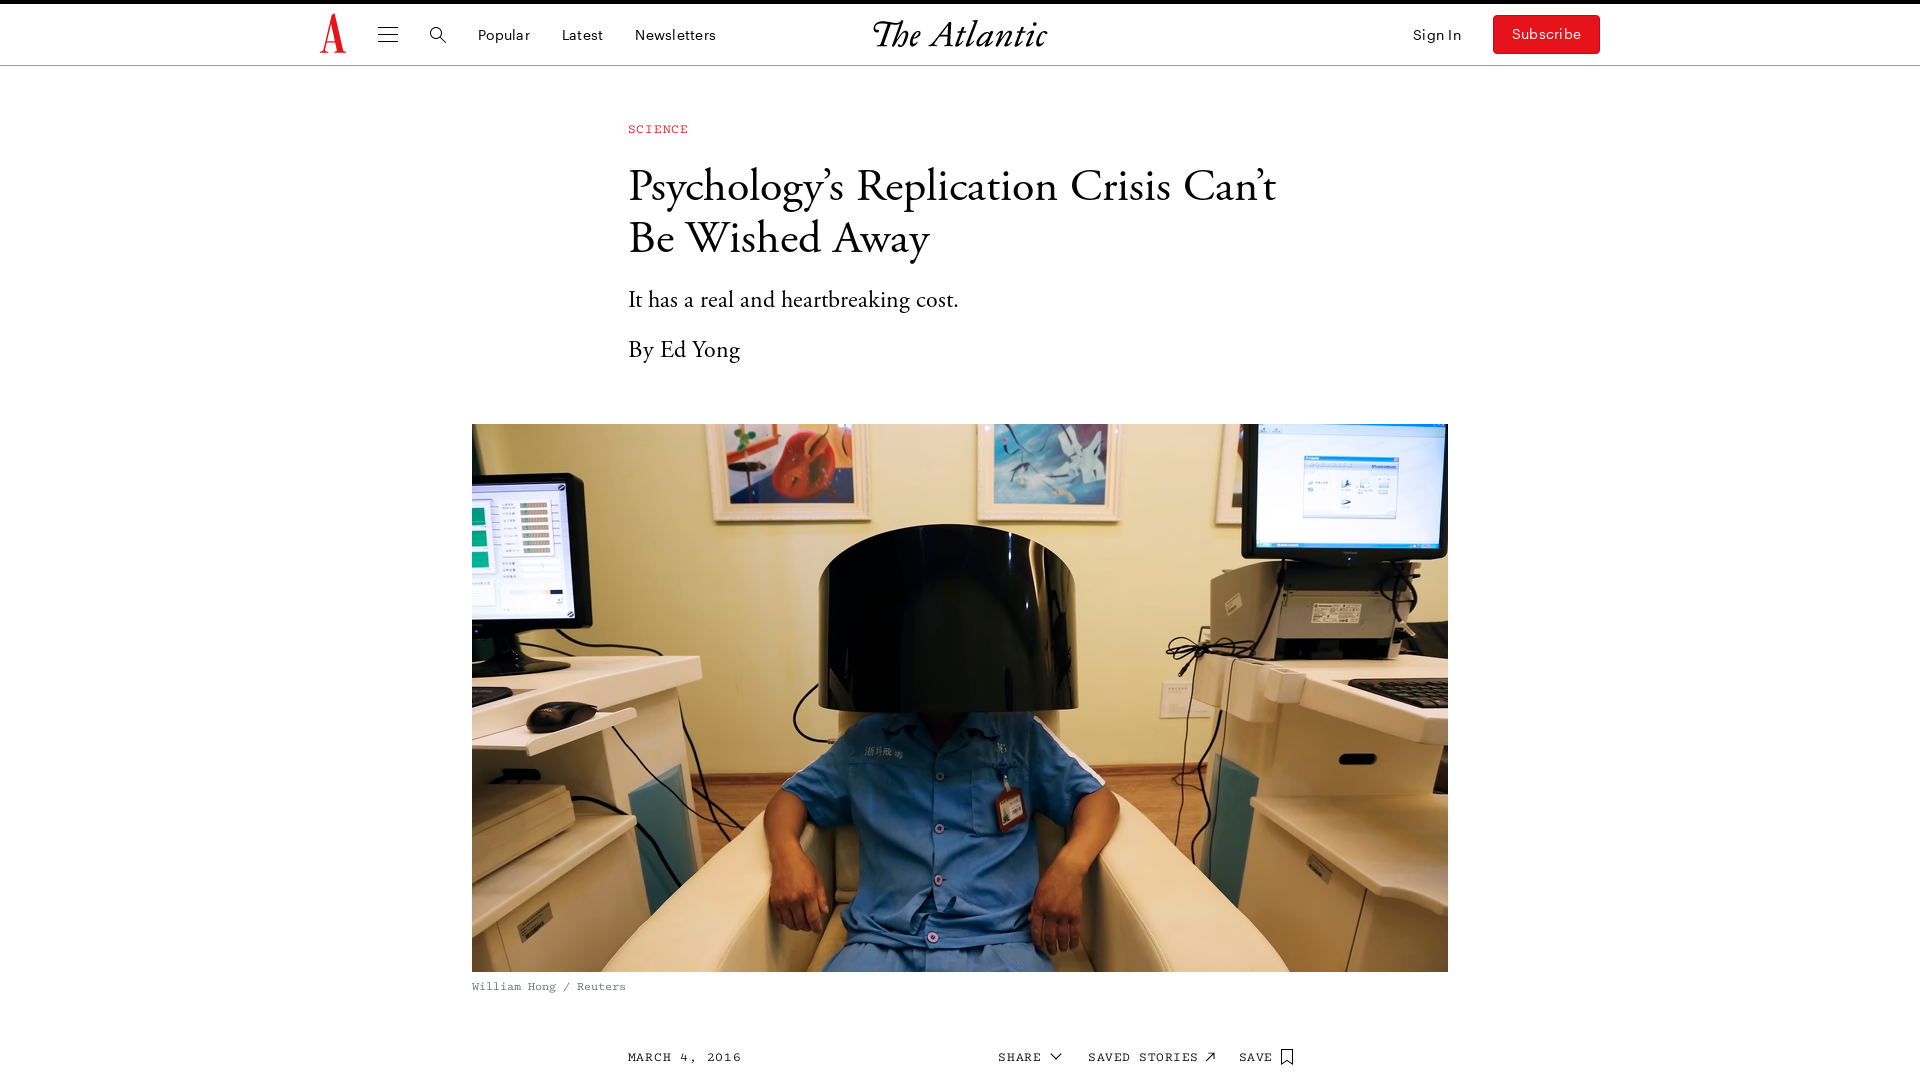 A
Popular
Latest
Newsletters
The Atlantic
Sign In
Subscribe
SCIENCE
Psychology’s Replication Crisis Can’t
Be Wished Away
It has a real and heartbreaking cost.
By Ed Yong
William Hong / Reuters
MARCH 4, 2016
SHARE
SAVED STORIES
SAVE